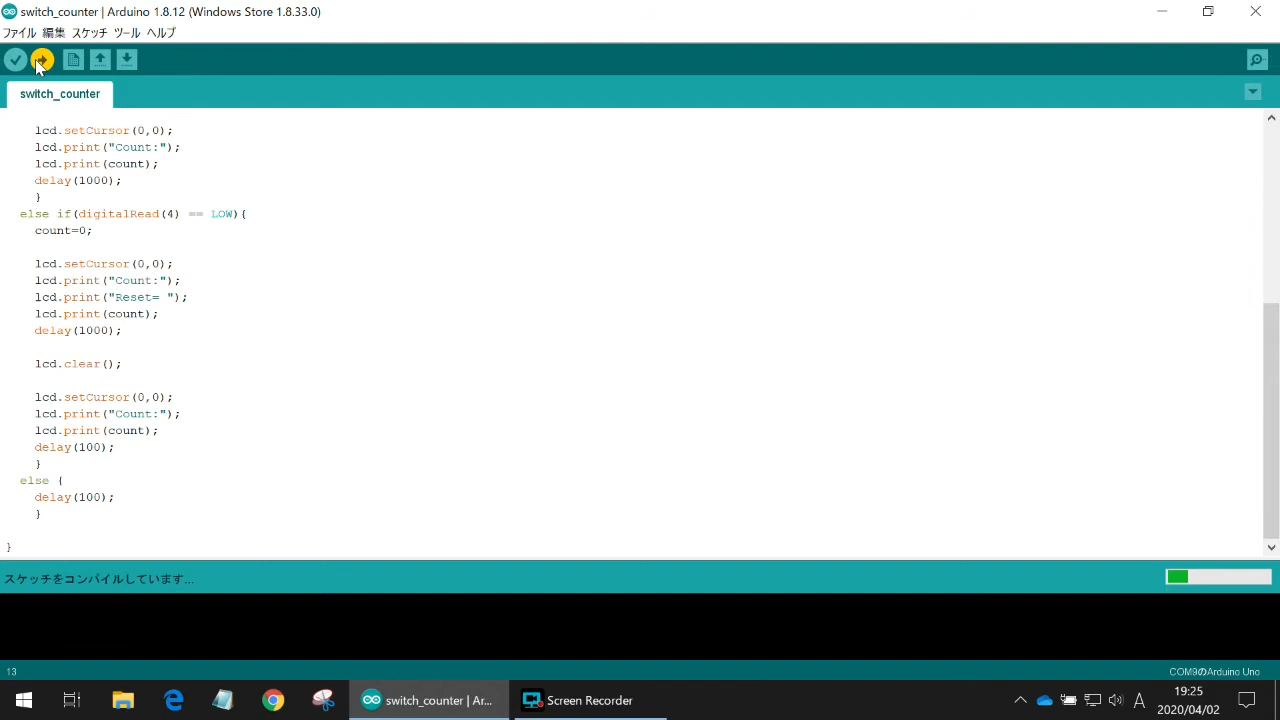 switch_counter | Arduino 1.8.12 (Windows Store 1.8.33.0)
ファイル 編集 スケッチ ツール ヘルプ
switch_counter
lcd.setCursor(0,0);
lcd.print("Count:");
lcd.print(count);
delay(1000);
}
else if(digitalRead(4) == LOW){
count=0;
lcd.setCursor(0,0);
lcd.print("Count:");
lcd.print("Reset= ");
lcd.print(count);
delay(1000);
lcd.clear();
lcd.setCursor(0,0);
lcd.print("Count:");
lcd.print(count);
delay(100);
}
else {
delay(100);
}
}
スケッチをコンパイルしています...
13 COM9のArduino Uno
switch_counter | Ar... Screen Recorder A 19:25
2020/04/02